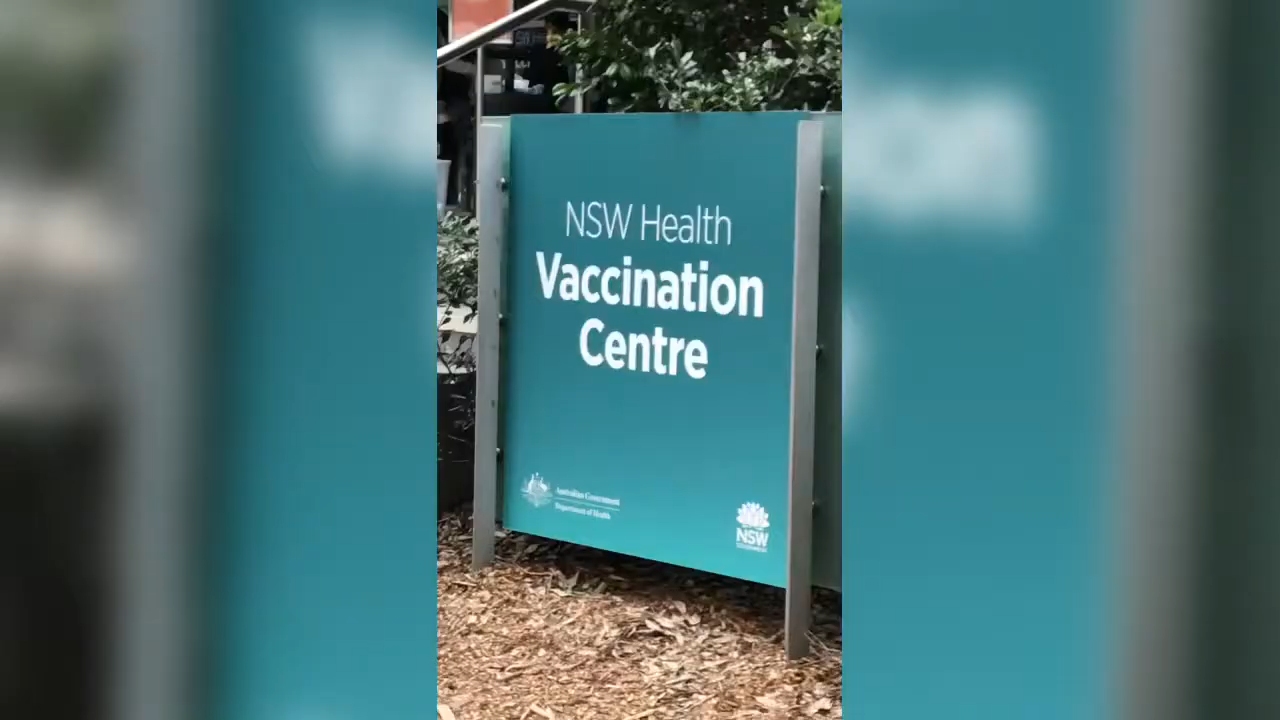 NSW Health
Vaccination
Centre
Australian Government
Department of Health
NSW